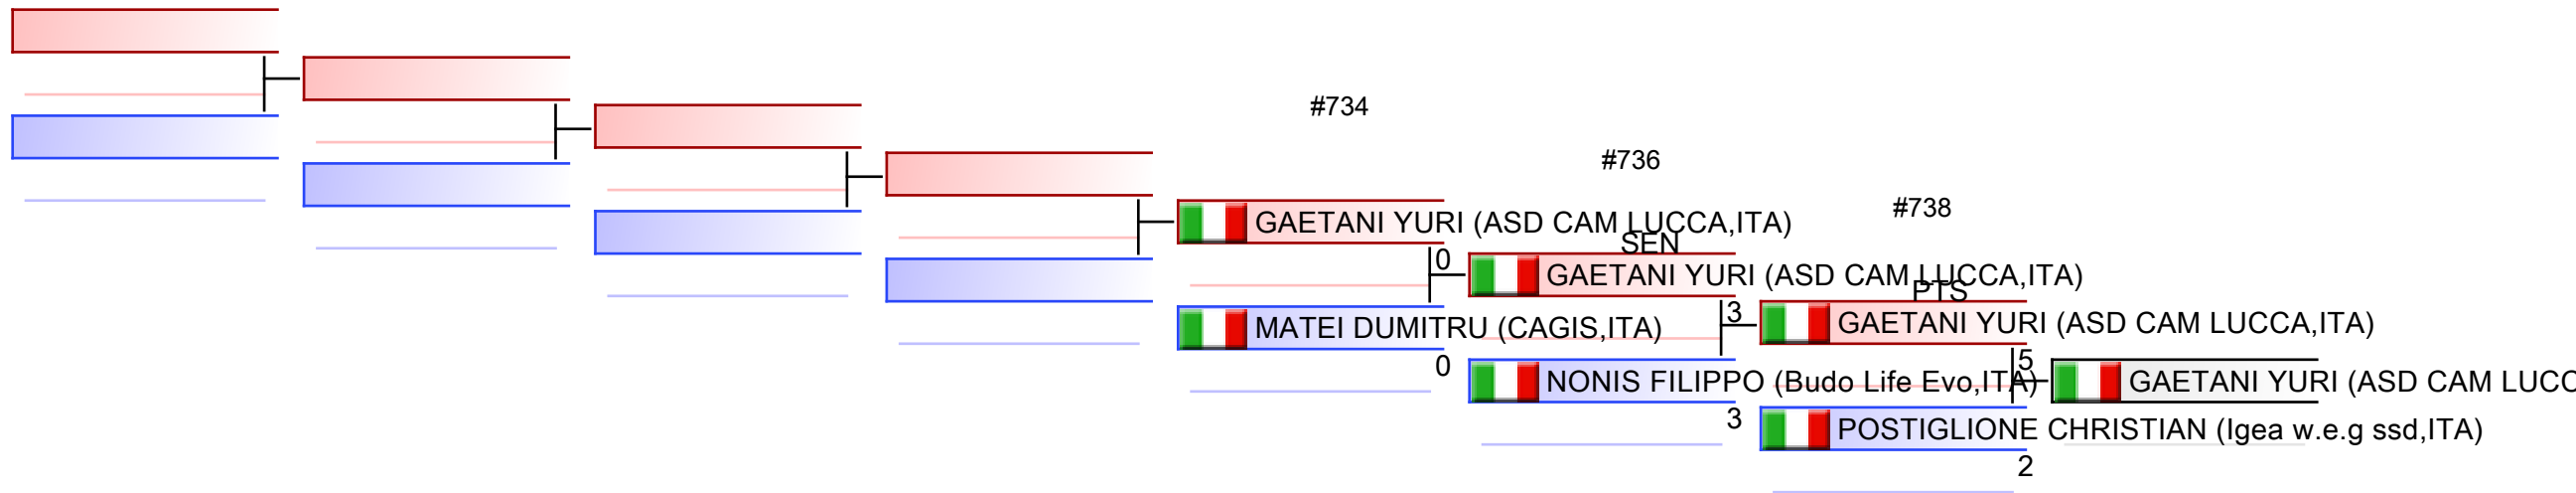 #734
#736
#738
GAETANI YURI (ASD CAM LUCCA,ITA)
SEN
0
GAETANI YURI (ASD CAM LUCCA,ITA)
PTS
3
GAETANI YURI (ASD CAM LUCCA,ITA)
MATEI DUMITRU (CAGIS,ITA)
0
5
NONIS FILIPPO (Budo Life Evo,ITA)
GAETANI YURI (ASD CAM LUCC
3
POSTIGLIONE CHRISTIAN (Igea w.e.g ssd,ITA)
2